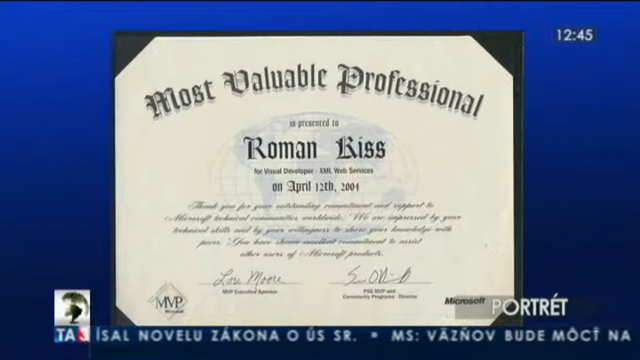 12:45
Most Valuable Professional
is presented to
Roman Kiss
for Visual Developer - XML Web Services
on April 12th, 2004
Thank you for your outstanding commitment and support to
Microsoft technical communities worldwide. We are impressed by your
technical skills and by your willingness to share your knowledge with
peers. You have shown excellent commitment to assist
other users of Microsoft products.
Lori Moore
MVP Executive Sponsor
PSS MVP and
Community Programs - Director
MVP
Microsoft
Microsoft
PORTRÉT
TA3
ÍSAL NOVELU ZÁKONA O ÚS SR. » MS: VÄZŇOV BUDE MÔCŤ NA